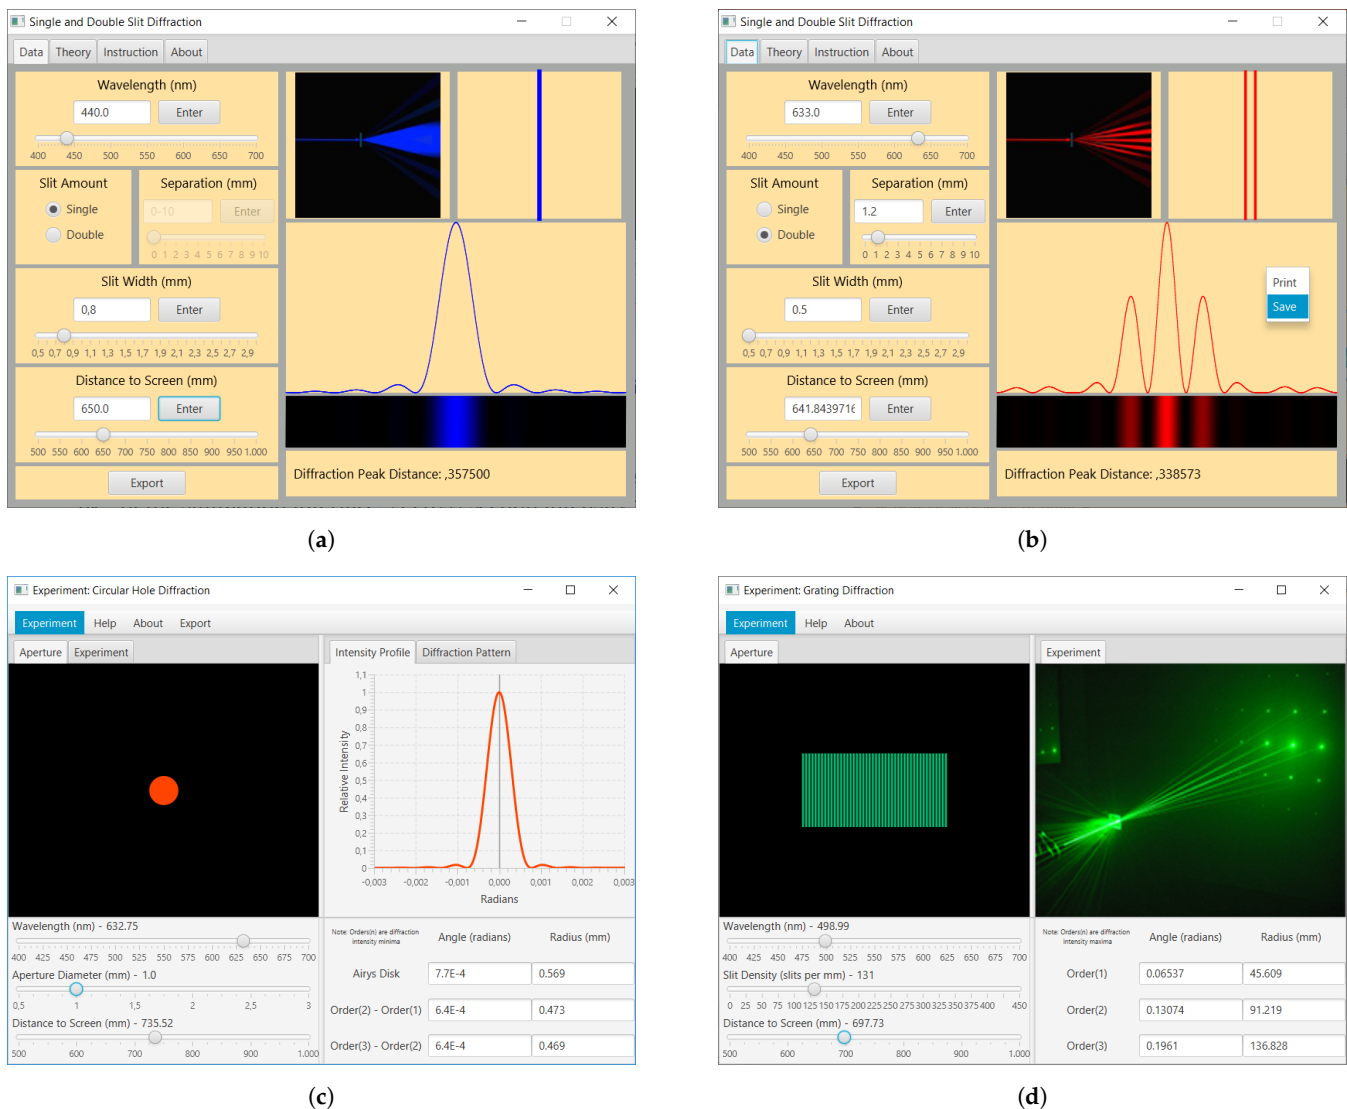 Single and Double Slit Diffraction
Data Theory Instruction About
Wavelength (nm)
440.0 Enter
400 450 500 550 600 650 700
Slit Amount Separation (mm)
Single 0-10 Enter
Double
0 1 2 3 4 5 6 7 8 9 10
Slit Width (mm)
0,8 Enter
0,5 0,7 0,9 1,1 1,3 1,5 1,7 1,9 2,1 2,3 2,5 2,7 2,9
Distance to Screen (mm)
650.0 Enter
500 550 600 650 700 750 800 850 900 950 1.000
Export
Diffraction Peak Distance: ,357500
(a)
Single and Double Slit Diffraction
Data Theory Instruction About
Wavelength (nm)
633.0 Enter
400 450 500 550 600 650 700
Slit Amount Separation (mm)
Single 1.2 Enter
Double
0 1 2 3 4 5 6 7 8 9 10
Slit Width (mm)
0.5 Enter
0,5 0,7 0,9 1,1 1,3 1,5 1,7 1,9 2,1 2,3 2,5 2,7 2,9
Distance to Screen (mm)
641.8439716 Enter
500 550 600 650 700 750 800 850 900 950 1.000
Export
Print
Save
Diffraction Peak Distance: ,338573
(b)
Experiment: Circular Hole Diffraction
Experiment Help About Export
Aperture Experiment
Intensity Profile Diffraction Pattern
Relative Intensity
1,1
1
0,9
0,8
0,7
0,6
0,5
0,4
0,3
0,2
0,1
0
-0,003 -0,002 -0,001 0,000 0,001 0,002 0,003
Radians
Wavelength (nm) - 632.75
400 425 450 475 500 525 550 575 600 625 650 675 700
Aperture Diameter (mm) - 1.0
0,5 1 1,5 2 2,5 3
Distance to Screen (mm) - 735.52
500 600 700 800 900 1.000
Note: Orders(n) are diffraction
intensity minima
Angle (radians) Radius (mm)
Airys Disk 7.7E-4 0.569
Order(2) - Order(1) 6.4E-4 0.473
Order(3) - Order(2) 6.4E-4 0.469
(c)
Experiment: Grating Diffraction
Experiment Help About
Aperture
Experiment
Wavelength (nm) - 498.99
400 425 450 475 500 525 550 575 600 625 650 675 700
Slit Density (slits per mm) - 131
0 25 50 75 100 125 150 175 200 225 250 275 300 325 350 375 400 450
Distance to Screen (mm) - 697.73
500 600 700 800 900 1.000
Note: Orders(n) are diffraction
intensity maxima
Angle (radians) Radius (mm)
Order(1) 0.06537 45.609
Order(2) 0.13074 91.219
Order(3) 0.1961 136.828
(d)